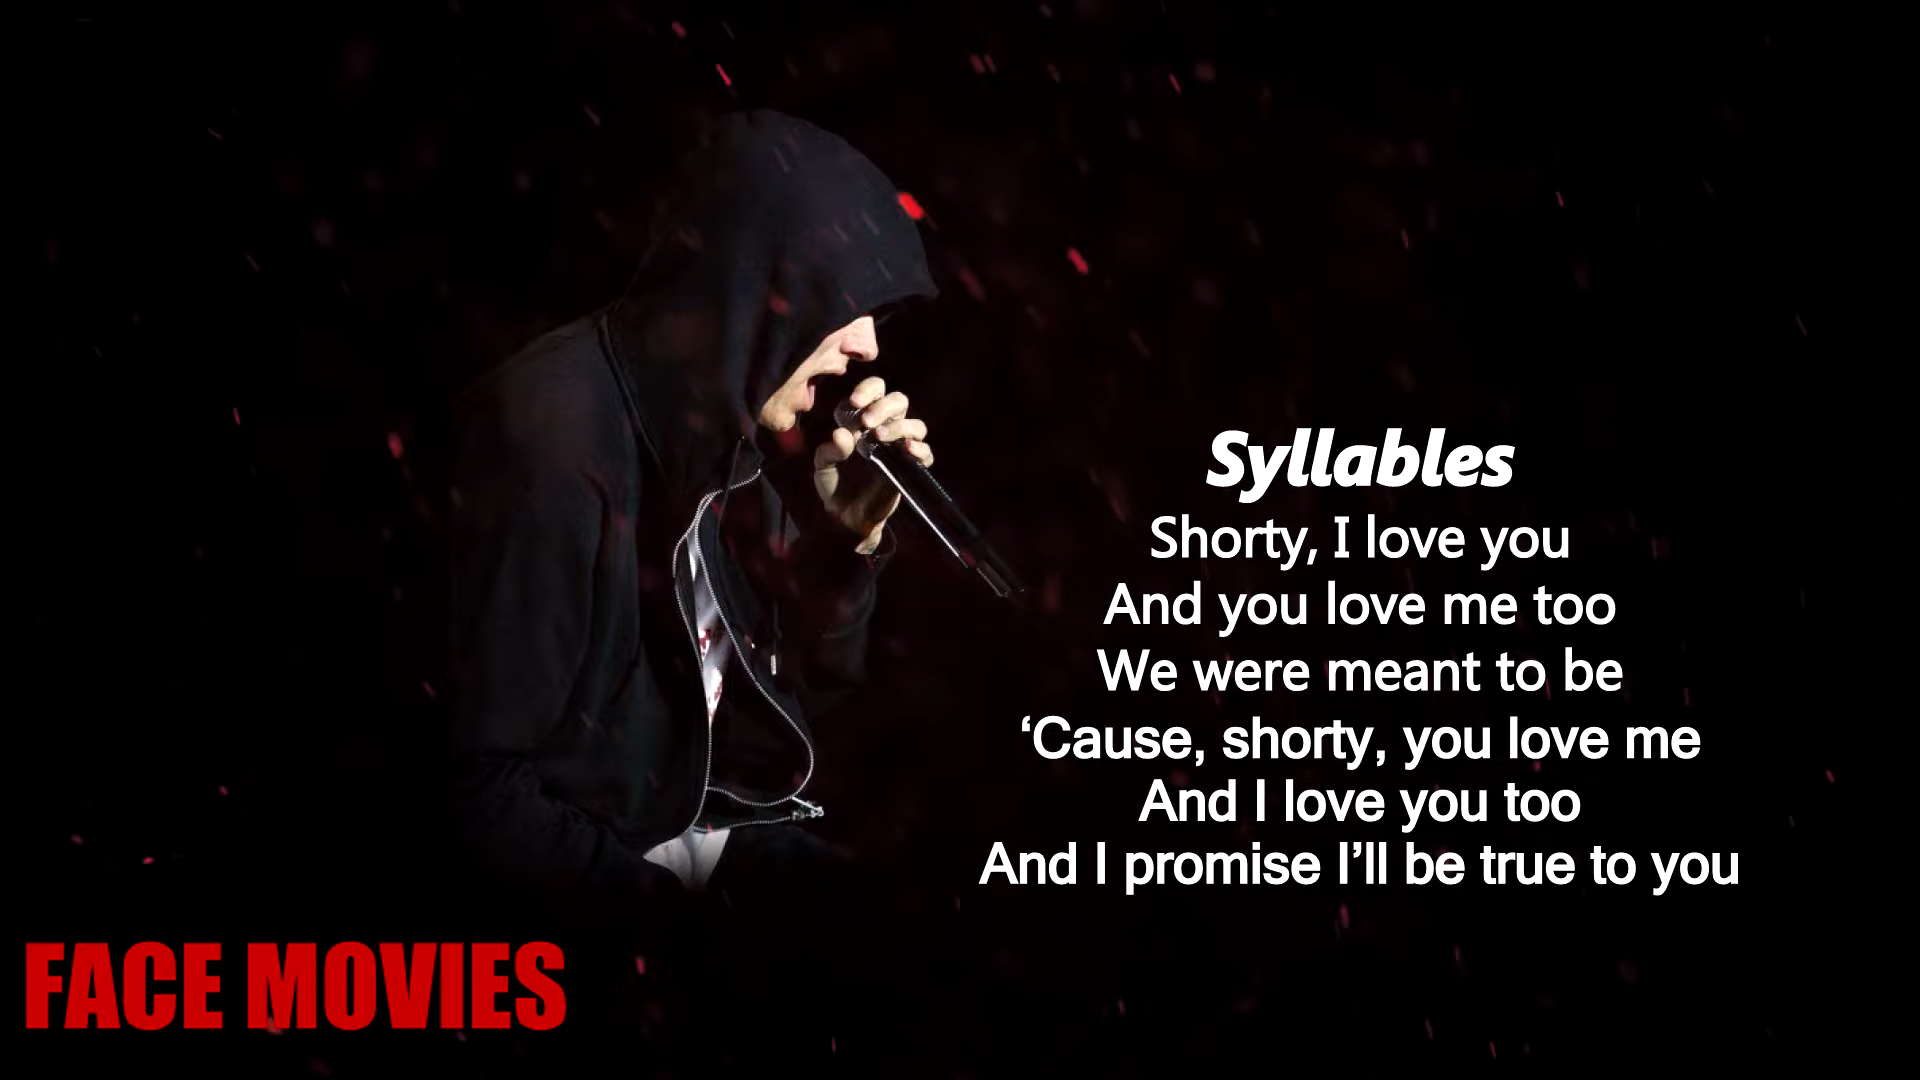 Syllables
Shorty, I love you
And you love me too
We were meant to be
‘Cause, shorty, you love me
And I love you too
And I promise I’ll be true to you
FACE MOVIES